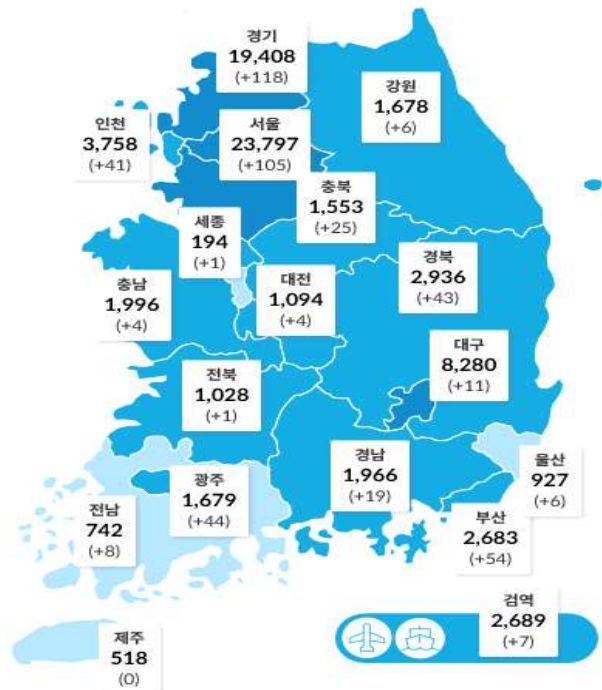 경기
19,408
(+118)
강원
1,678
(+6)
인천
3,758
(+41)
서울
23,797
(+105)
충북
1,553
(+25)
세종
194
(+1)
경북
2,936
(+43)
충남
1,996
(+4)
대전
1,094
(+4)
대구
8,280
(+11)
전북
1,028
(+1)
경남
1,966
(+19)
울산
927
(+6)
광주
1,679
(+44)
전남
742
(+8)
부산
2,683
(+54)
검역
2,689
(+7)
제주
518
(0)